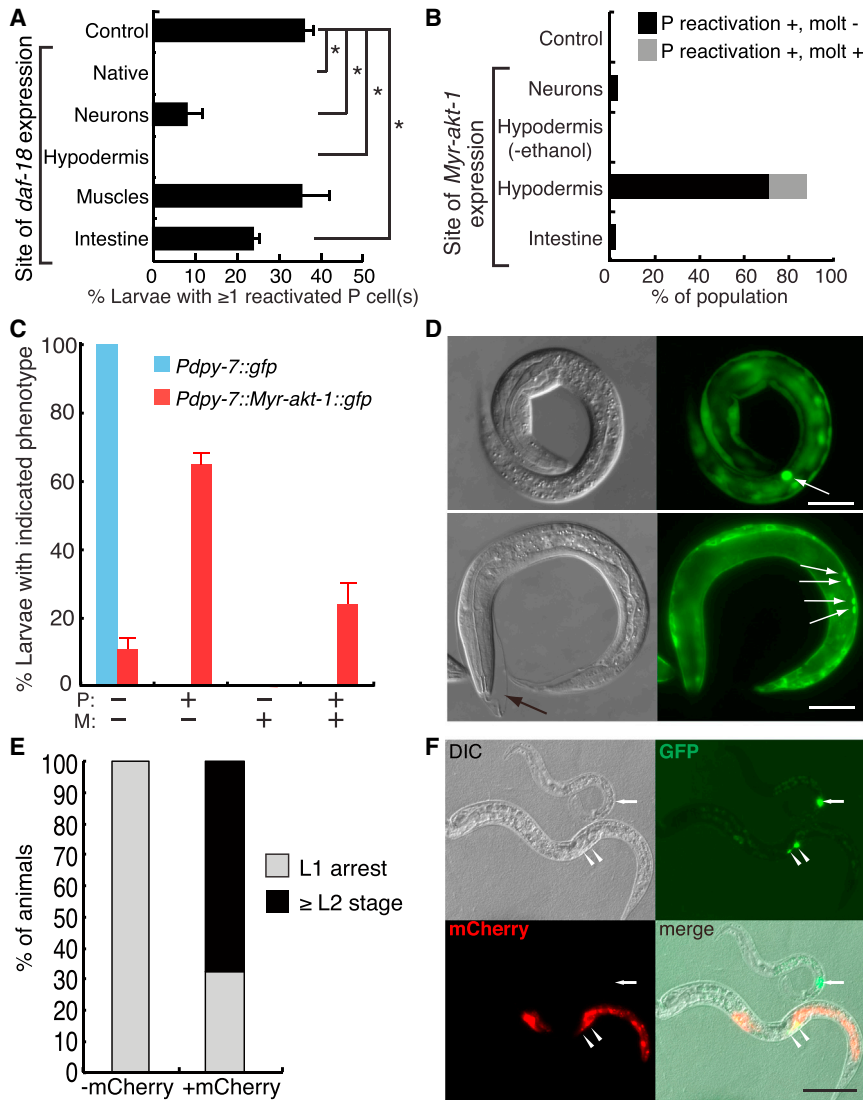 A
Site of daf-18 expression
Control
Native
Neurons
Hypodermis
Muscles
Intestine
*
*
*
*
0 10 20 30 40 50
% Larvae with ≥1 reactivated P cell(s)
B
P reactivation +, molt -
P reactivation +, molt +
Site of Myr-akt-1
expression
Control
Neurons
Hypodermis
(-ethanol)
Hypodermis
Intestine
0 20 40 60 80 100
% of population
C
% Larvae with indicated phenotype
100
80
60
40
20
0
Pdpy-7::gfp
Pdpy-7::Myr-akt-1::gfp
P: − + − +
M: − − + +
D
E
% of animals
100
90
80
70
60
50
40
30
20
10
0
L1 arrest
≥ L2 stage
-mCherry +mCherry
F
DIC
GFP
mCherry
merge